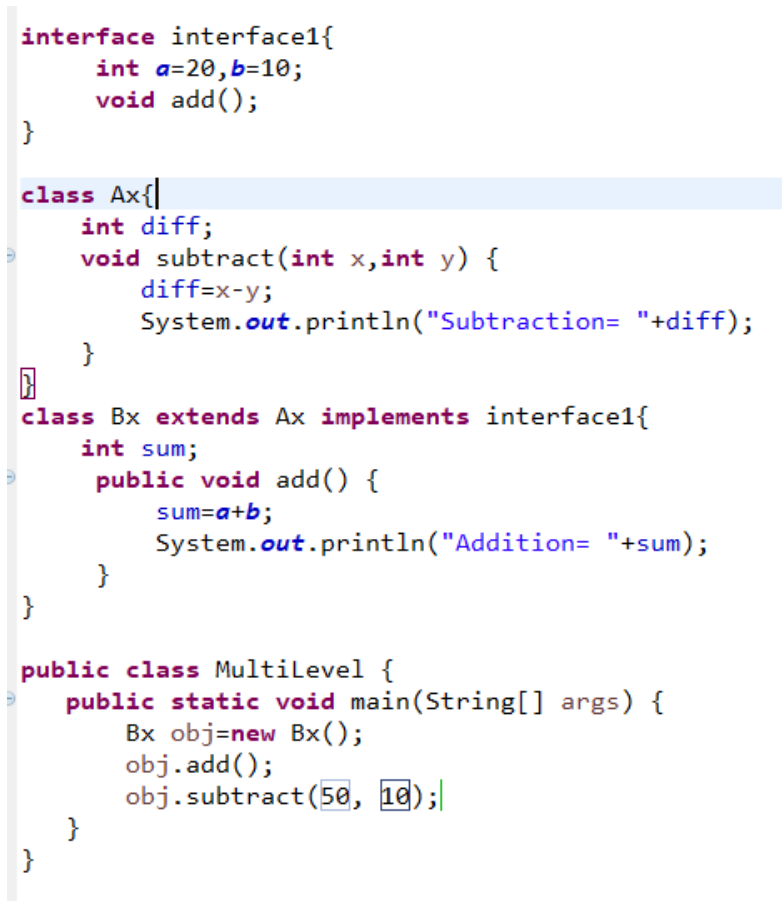 interface interface1{
int a=20,b=10;
void add();
}
class Ax{
int diff;
void subtract(int x,int y) {
diff=x-y;
System.out.println("Subtraction= "+diff);
}
}
class Bx extends Ax implements interface1{
int sum;
public void add() {
sum=a+b;
System.out.println("Addition= "+sum);
}
}
public class MultiLevel {
public static void main(String[] args) {
Bx obj=new Bx();
obj.add();
obj.subtract(50, 10);
}
}